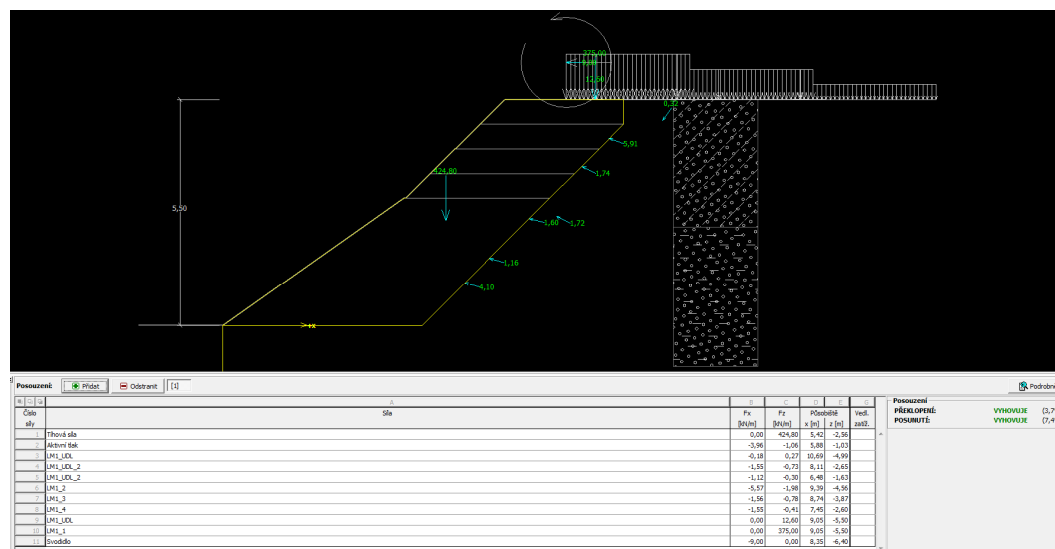 275,00
9,00
12,60
0,32
5,91
1,74
424,80
5,50
1,60 1,72
1,16
4,10
+x
Posouzení: Přidat Odstranit [1] Podrobně
A B C D E G
Číslo síly Síla Fx [kN/m] Fz [kN/m] Působiště x [m] z [m] Vedl. zatíž.
1 Tíhová síla 0,00 424,80 5,42 -2,56
2 Aktivní tlak -3,96 -1,06 5,88 -1,03
3 LM1_UDL -0,18 0,27 10,69 -4,99
4 LM1_UDL_2 -1,55 -0,73 8,11 -2,65
5 LM1_UDL_2 -1,12 -0,30 6,48 -1,63
6 LM1_2 -5,57 -1,98 9,39 -4,56
7 LM1_3 -1,56 -0,78 8,74 -3,87
8 LM1_4 -1,55 -0,41 7,45 -2,60
9 LM1_UDL 0,00 12,60 9,05 -5,50
10 LM1_1 0,00 375,00 9,05 -5,50
11 Svodidlo -9,00 0,00 8,35 -6,40
Posouzení
PŘEKLOPENÍ: VYHOVUJE (3,7
POSUNUTÍ: VYHOVUJE (7,4